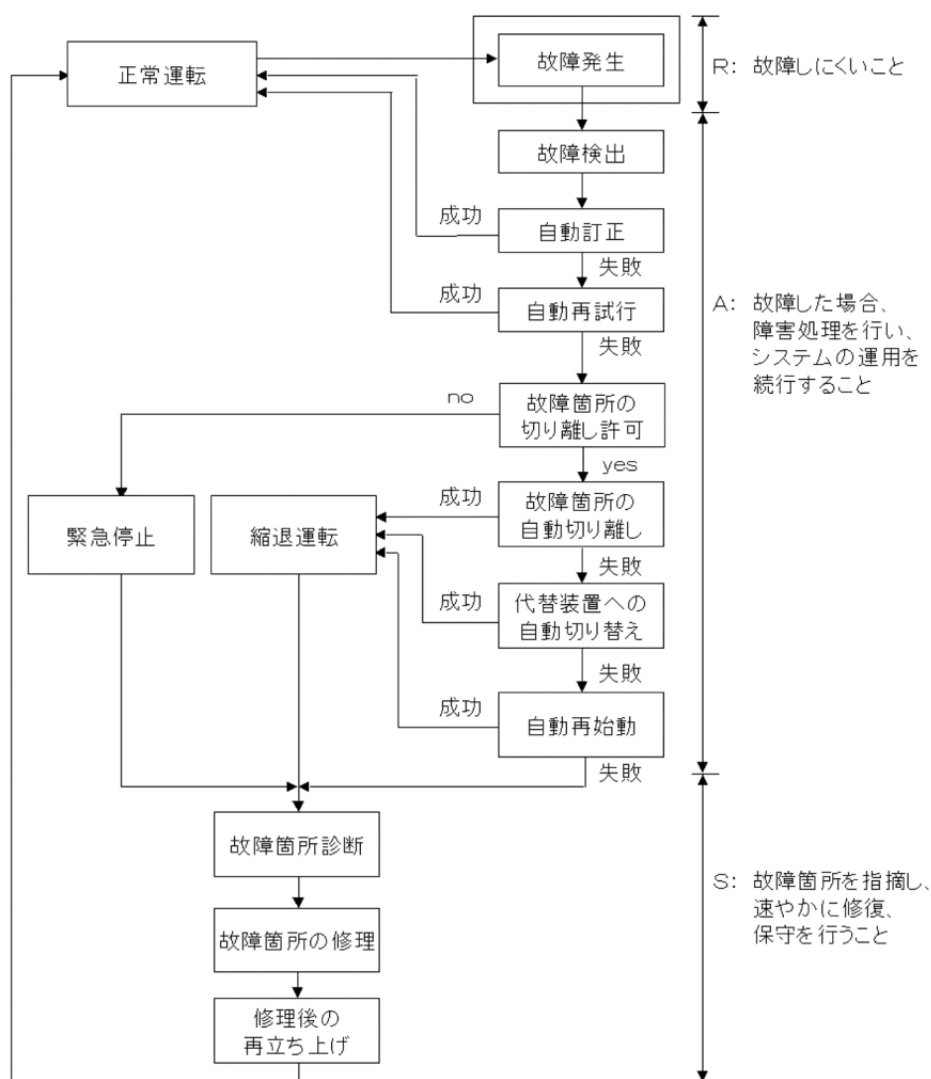 正常運転
故障発生
R: 故障しにくいこと
故障検出
成功
自動訂正
失敗
成功
自動再試行
失敗
A: 故障した場合、
障害処理を行い、
システムの運用を
続行すること
no
故障箇所の
切り離し許可
yes
緊急停止
縮退運転
成功
故障箇所の
自動切り離し
失敗
成功
代替装置への
自動切り替え
失敗
成功
自動再始動
失敗
故障箇所診断
S: 故障箇所を指摘し、
速やかに修復、
保守を行うこと
故障箇所の修理
修理後の
再立ち上げ